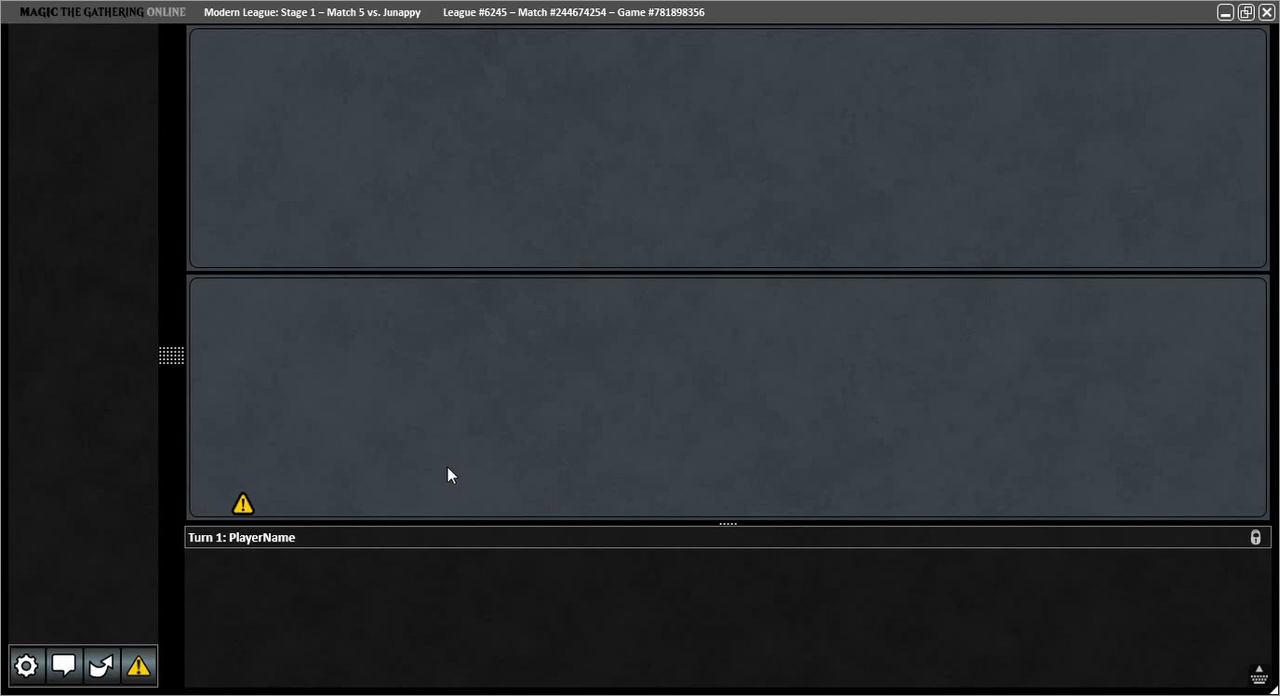 MAGIC THE GATHERING ONLINE Modern League: Stage 1 – Match 5 vs. Junappy League #6245 – Match #244674254 – Game #781898356
Turn 1: PlayerName